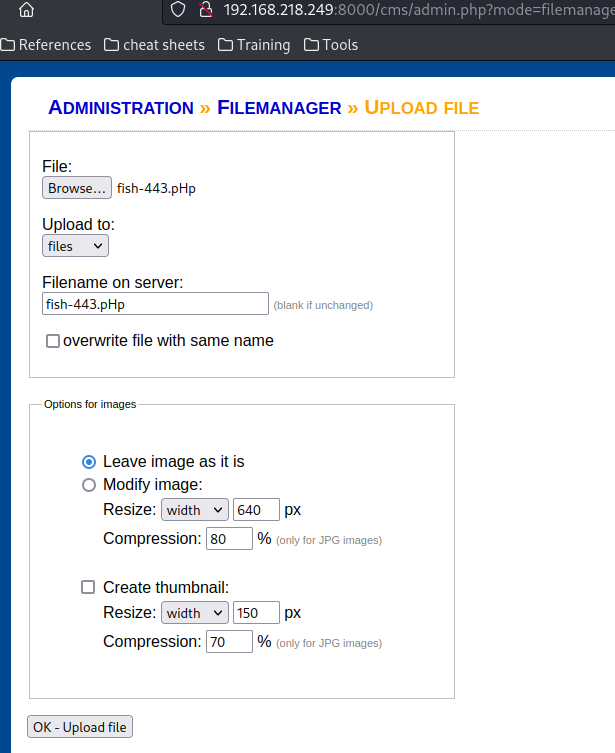 192.168.218.249:8000/cms/admin.php?mode=filemanage
References cheat sheets Training Tools
ADMINISTRATION » FILEMANAGER » UPLOAD FILE
File:
Browse... fish-443.pHp
Upload to:
files
Filename on server:
fish-443.pHp (blank if unchanged)
overwrite file with same name
Options for images
Leave image as it is
Modify image:
Resize: width 640 px
Compression: 80 % (only for JPG images)
Create thumbnail:
Resize: width 150 px
Compression: 70 % (only for JPG images)
OK - Upload file